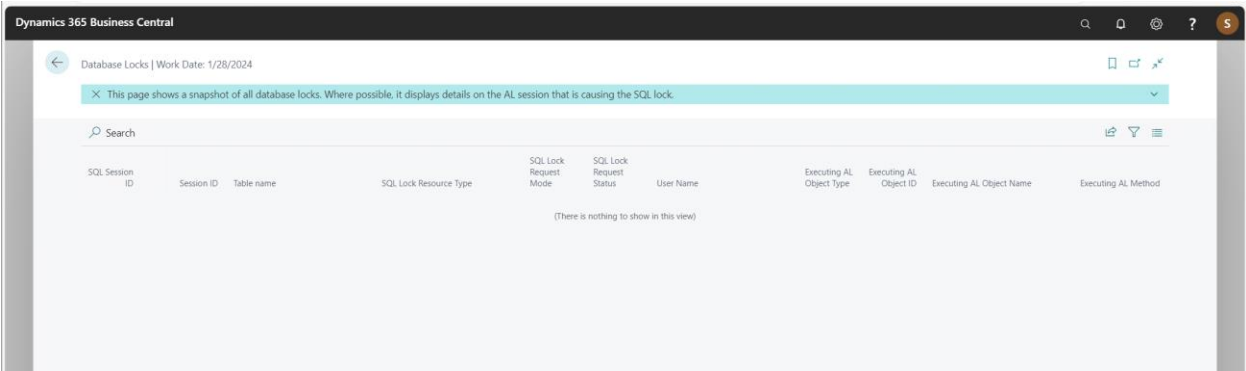 Dynamics 365 Business Central
?
S
Database Locks | Work Date: 1/28/2024
This page shows a snapshot of all database locks. Where possible, it displays details on the AL session that is causing the SQL lock.
Search
SQL Session
ID
Session ID
Table name
SQL Lock Resource Type
SQL Lock
Request
Mode
SQL Lock
Request
Status
User Name
Executing AL
Object Type
Executing AL
Object ID
Executing AL Object Name
Executing AL Method
(There is nothing to show in this view)